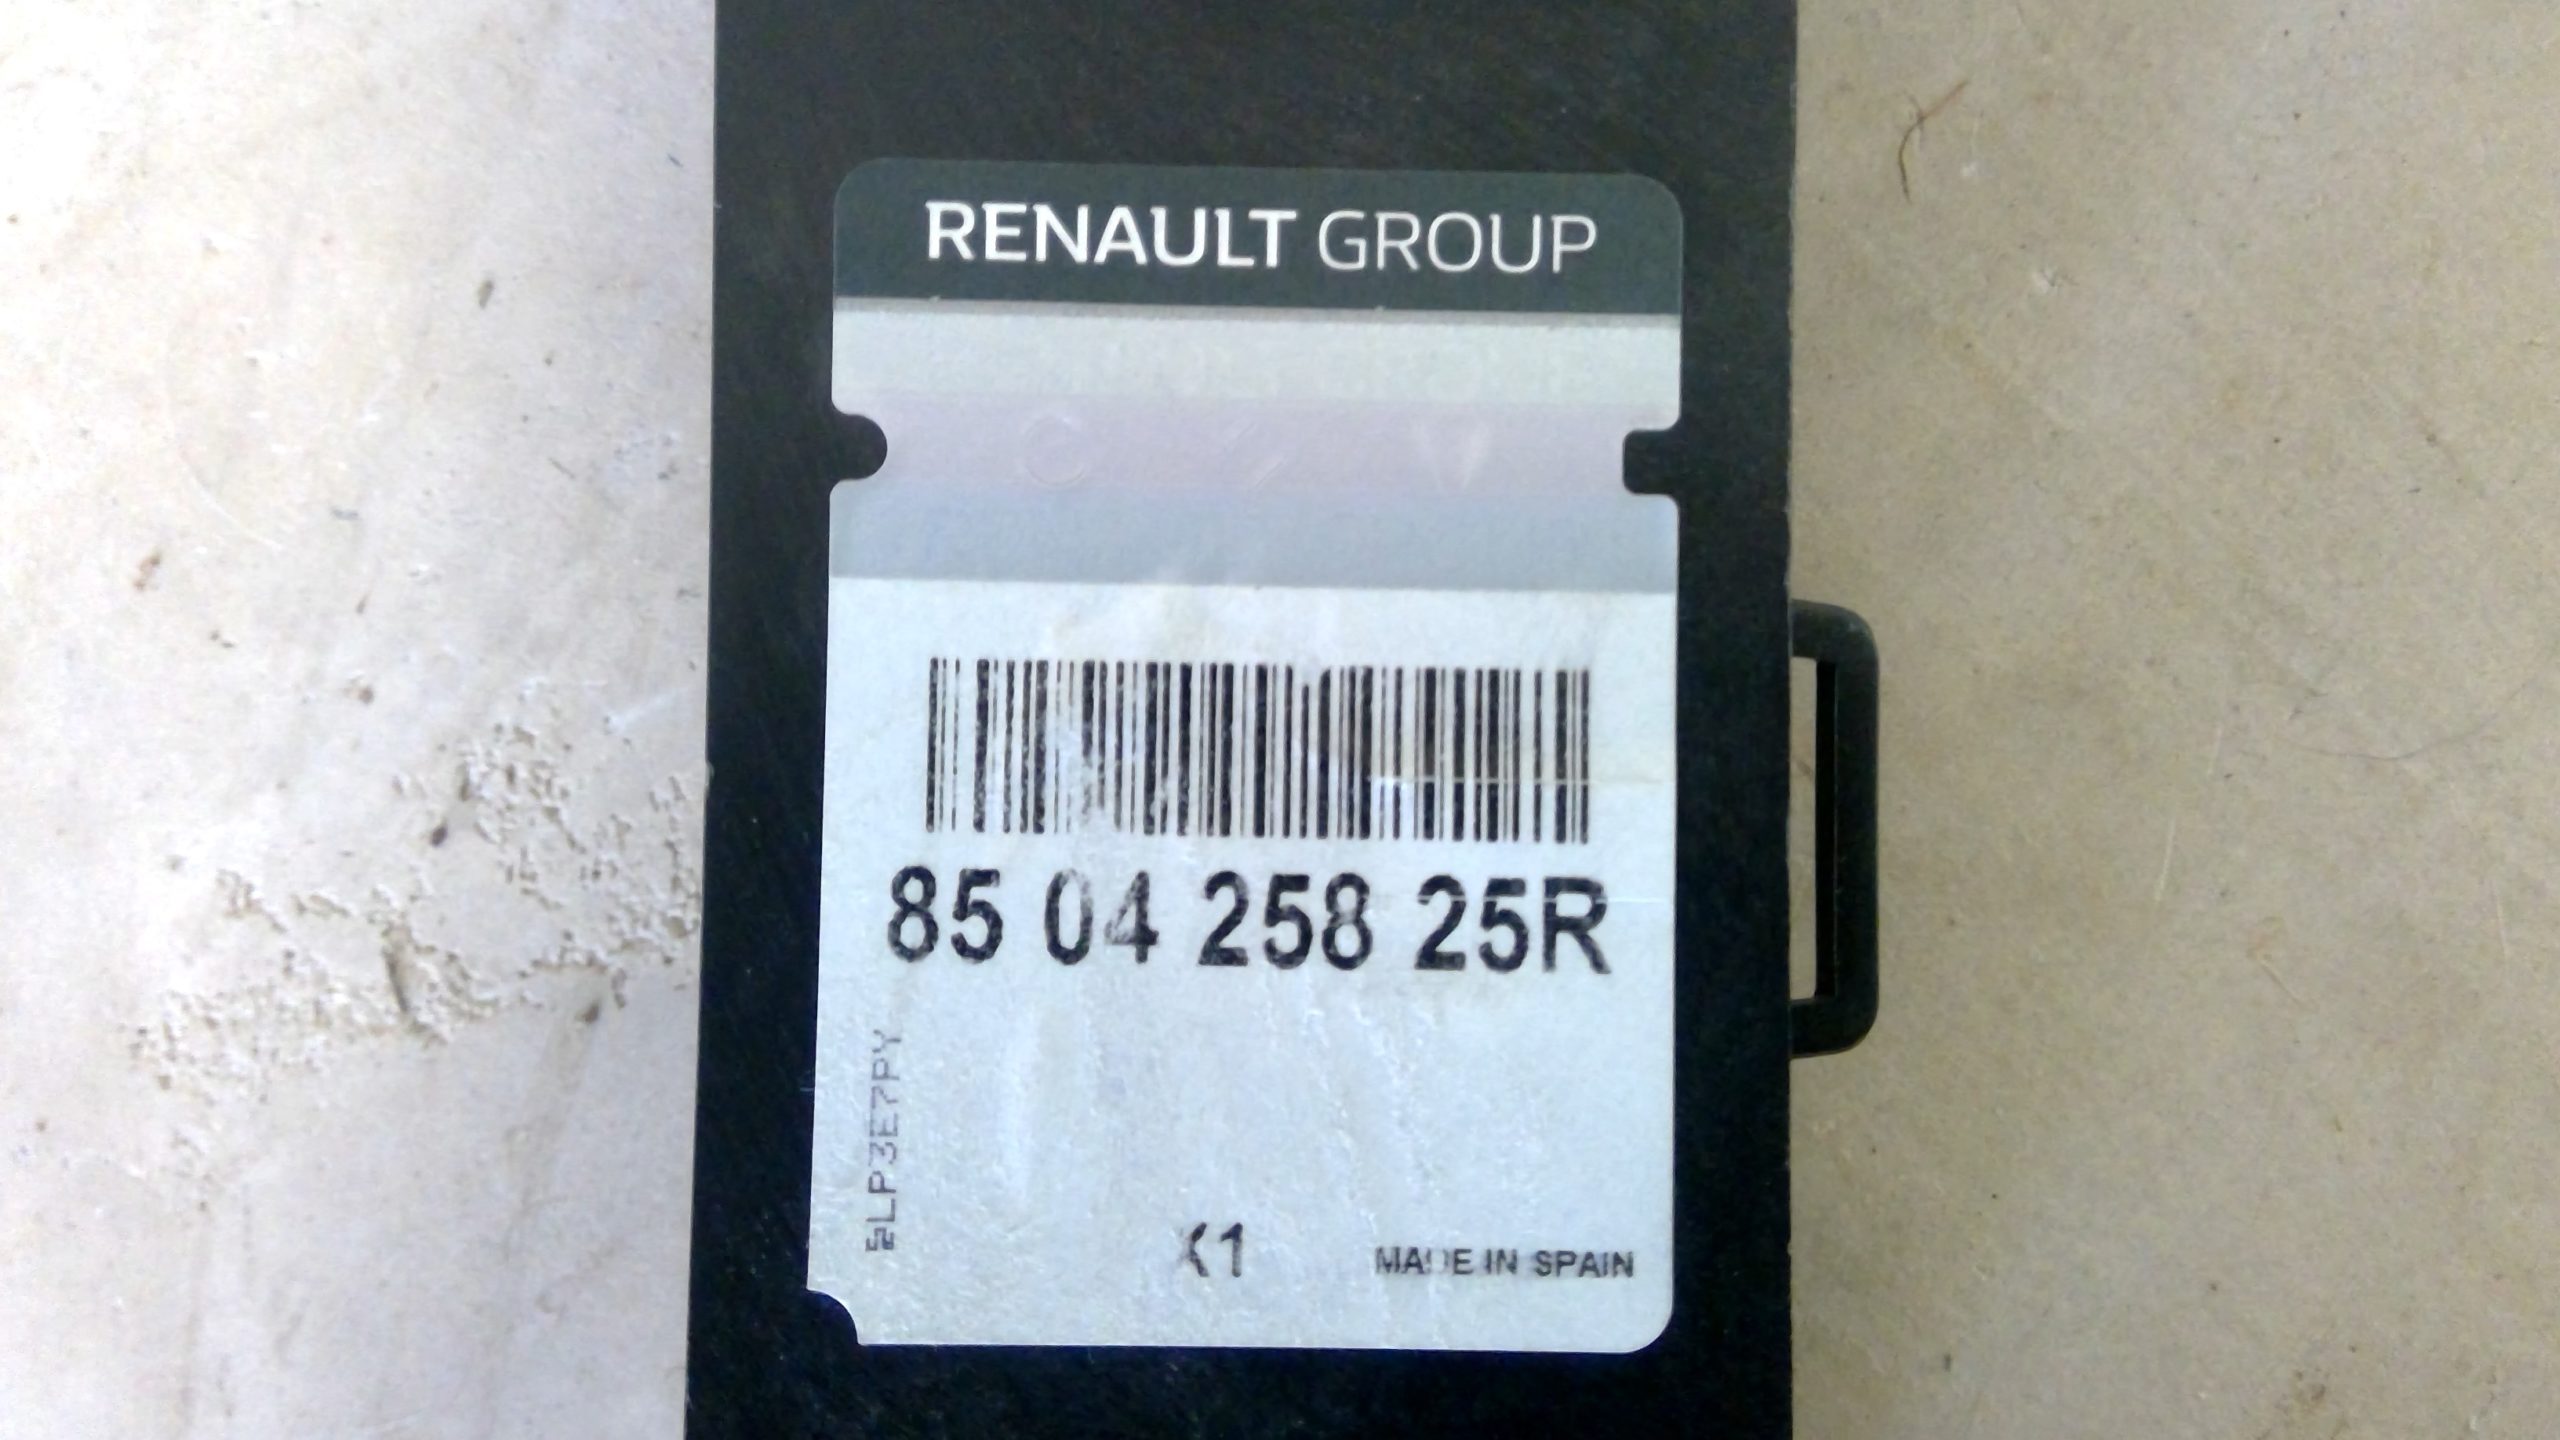 RENAULT GROUP
85 04 258 25R
LP3E7PY
X1
MADE IN SPAIN